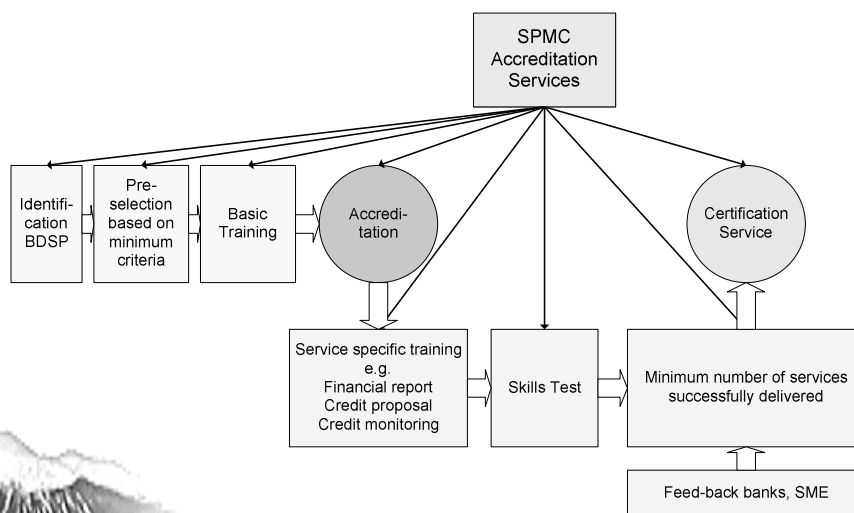 SPMC
Accreditation
Services
Identifi-
cation
BDSP
Pre-
selection
based on
minimum
criteria
Basic
Training
Accredi-
tation
Certification
Service
Service specific training
e.g.
Financial report
Credit proposal
Credit monitoring
Skills Test
Minimum number of services
successfully delivered
Feed-back banks, SME